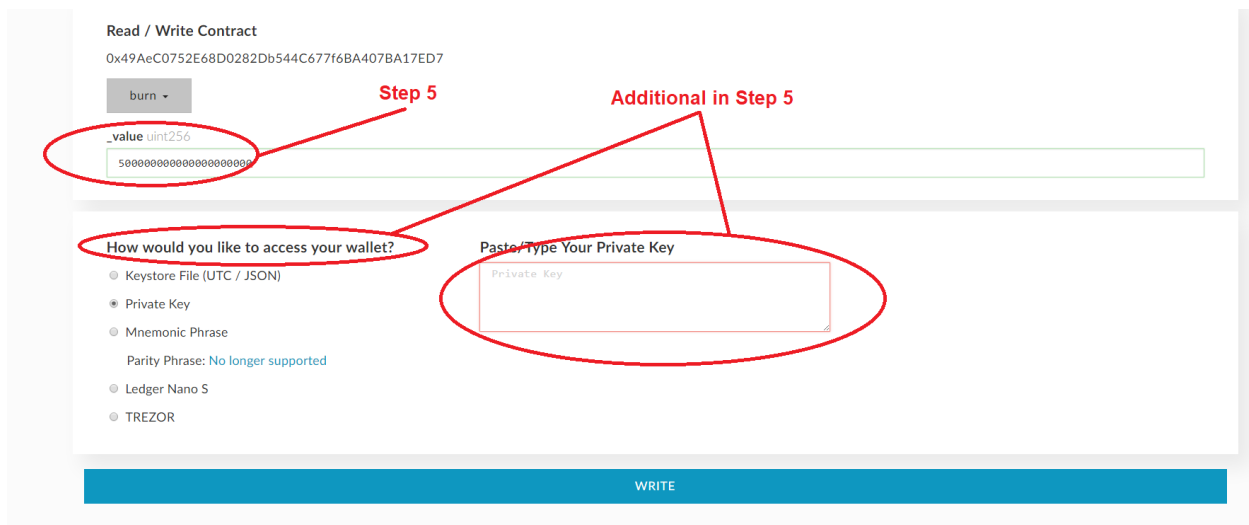 Read / Write Contract
0x49AeC0752E68D0282Db544C677f6BA407BA17ED7
burn
Step 5
Additional in Step 5
_value uint256
How would you like to access your wallet?
Paste/Type Your Private Key
Keystore File (UTC / JSON)
Private Key
Private Key
Mnemonic Phrase
Parity Phrase: No longer supported
Ledger Nano S
TREZOR
WRITE